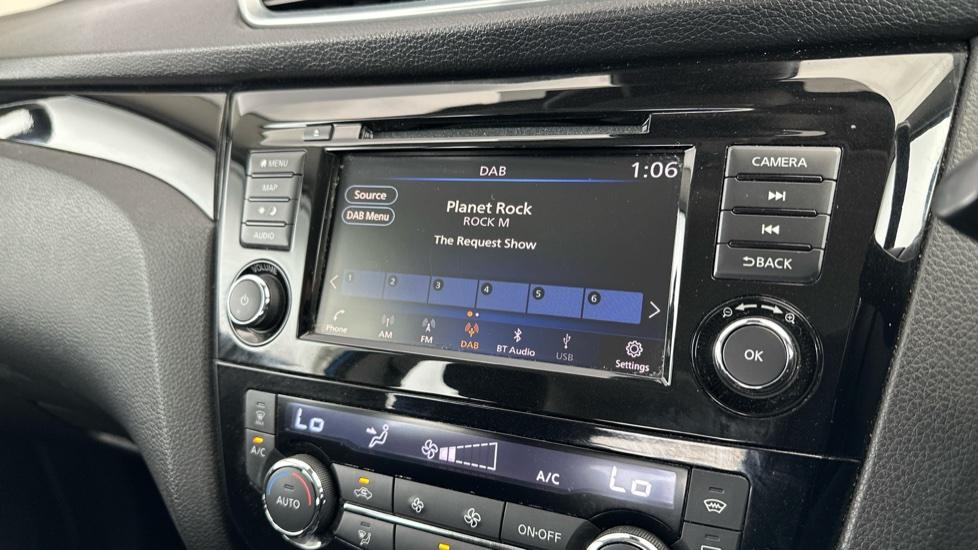 DAB
1:06
MENU
MAP
AUDIO
VOLUME
Source
DAB Menu
Planet Rock
ROCK M
The Request Show
1 2 3 4 5 6
Phone AM FM DAB BT Audio USB Settings
CAMERA
BACK
OK
Lo
A/C
Lo
A/C
AUTO
ON·OFF